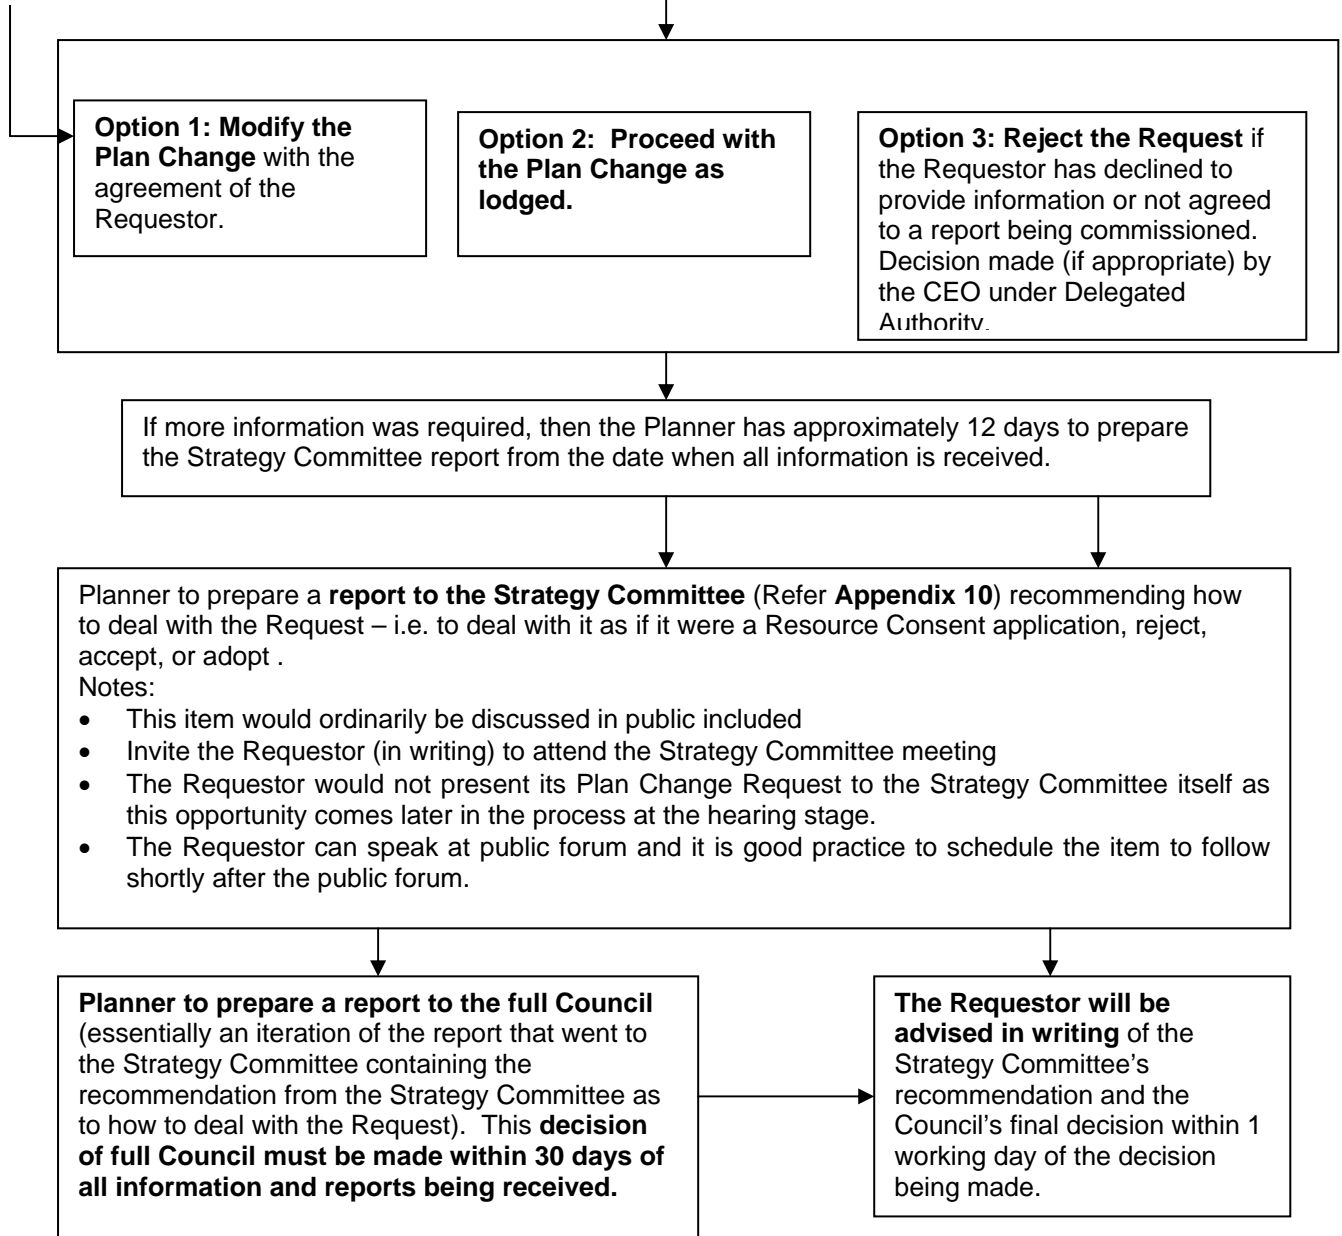 Option 1: Modify the
Plan Change with the
agreement of the
Requestor.
Option 2:  Proceed with
the Plan Change as
lodged.
Option 3: Reject the Request if
the Requestor has declined to
provide information or not agreed
to a report being commissioned.
Decision made (if appropriate) by
the CEO under Delegated
Authority.
If more information was required, then the Planner has approximately 12 days to prepare
the Strategy Committee report from the date when all information is received.
Planner to prepare a report to the Strategy Committee (Refer Appendix 10) recommending how
to deal with the Request – i.e. to deal with it as if it were a Resource Consent application, reject,
accept, or adopt .
Notes:
• This item would ordinarily be discussed in public included
• Invite the Requestor (in writing) to attend the Strategy Committee meeting
• The Requestor would not present its Plan Change Request to the Strategy Committee itself as
this opportunity comes later in the process at the hearing stage.
• The Requestor can speak at public forum and it is good practice to schedule the item to follow
shortly after the public forum.
Planner to prepare a report to the full Council
(essentially an iteration of the report that went to
the Strategy Committee containing the
recommendation from the Strategy Committee as
to how to deal with the Request).  This decision
of full Council must be made within 30 days of
all information and reports being received.
The Requestor will be
advised in writing of the
Strategy Committee’s
recommendation and the
Council’s final decision within 1
working day of the decision
being made.